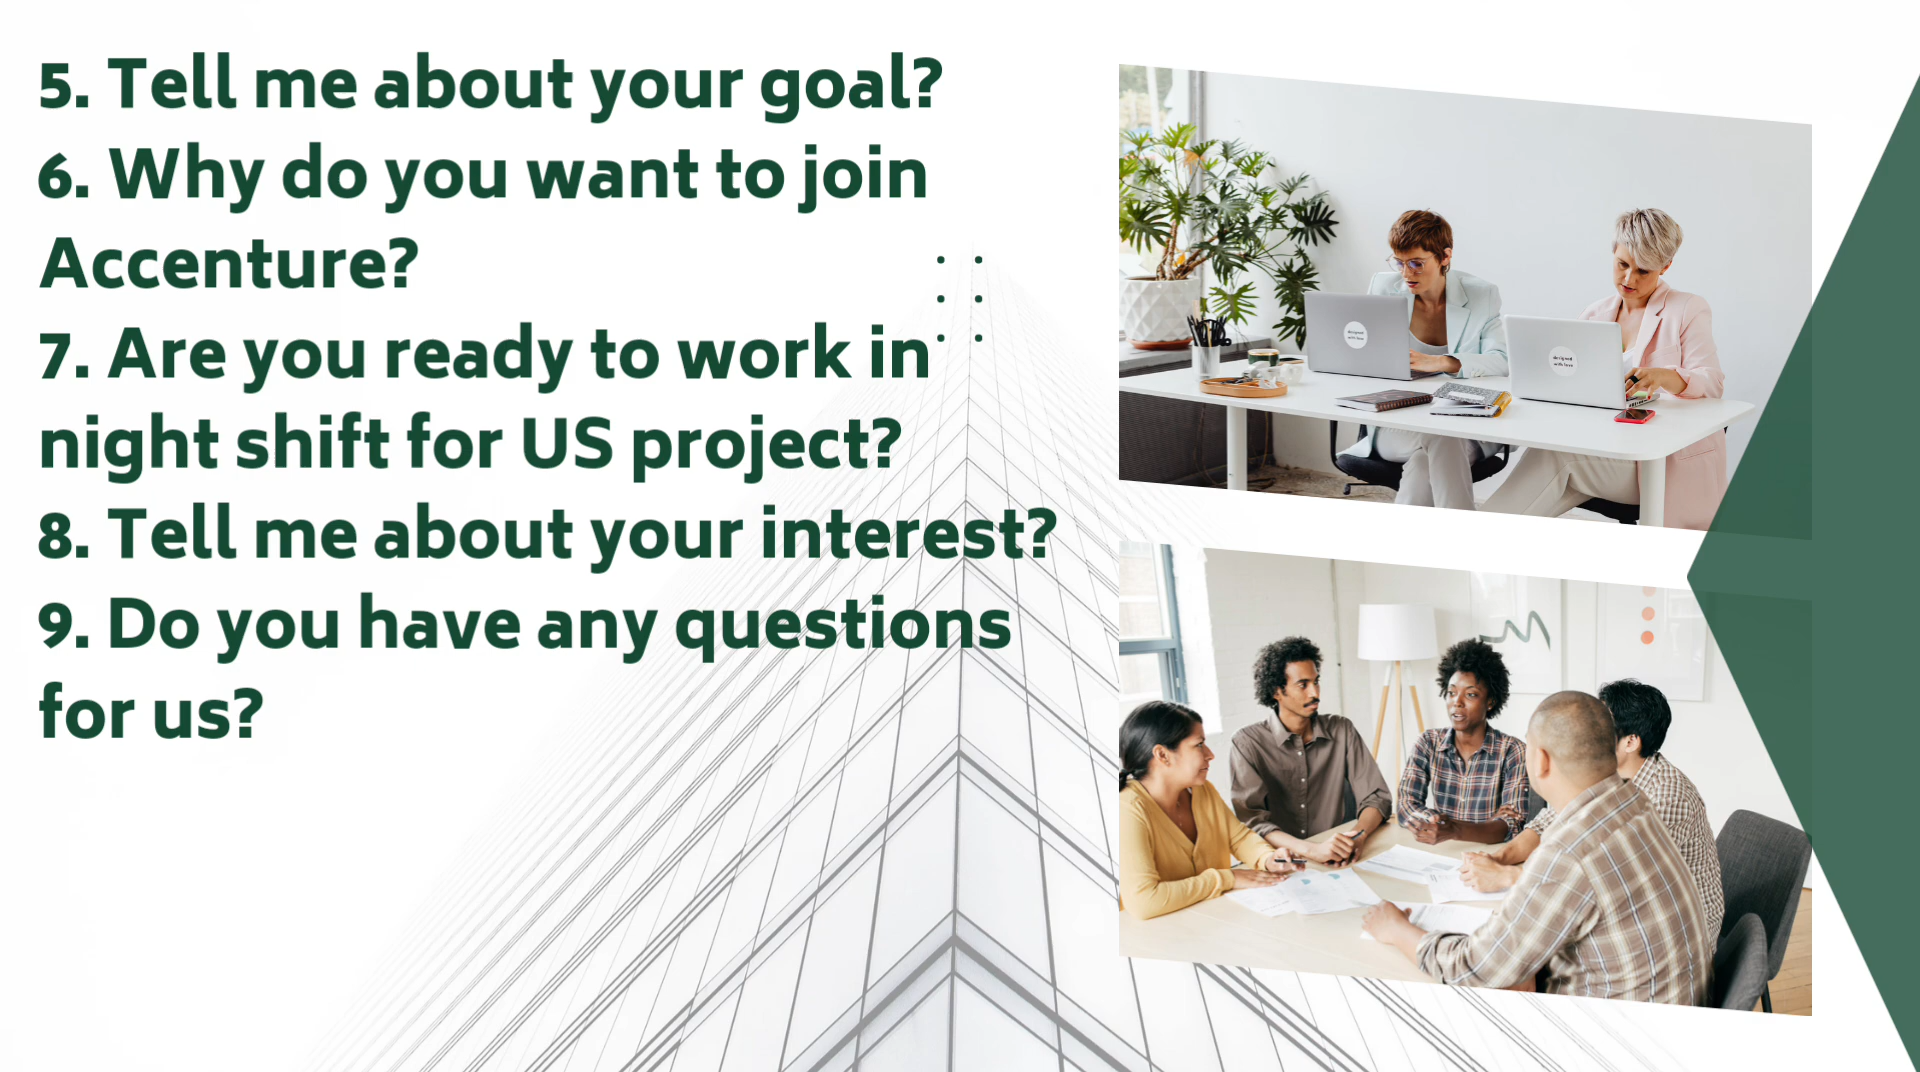 5. Tell me about your goal?
6. Why do you want to join
Accenture?
7. Are you ready to work in
night shift for US project?
8. Tell me about your interest?
9. Do you have any questions
for us?